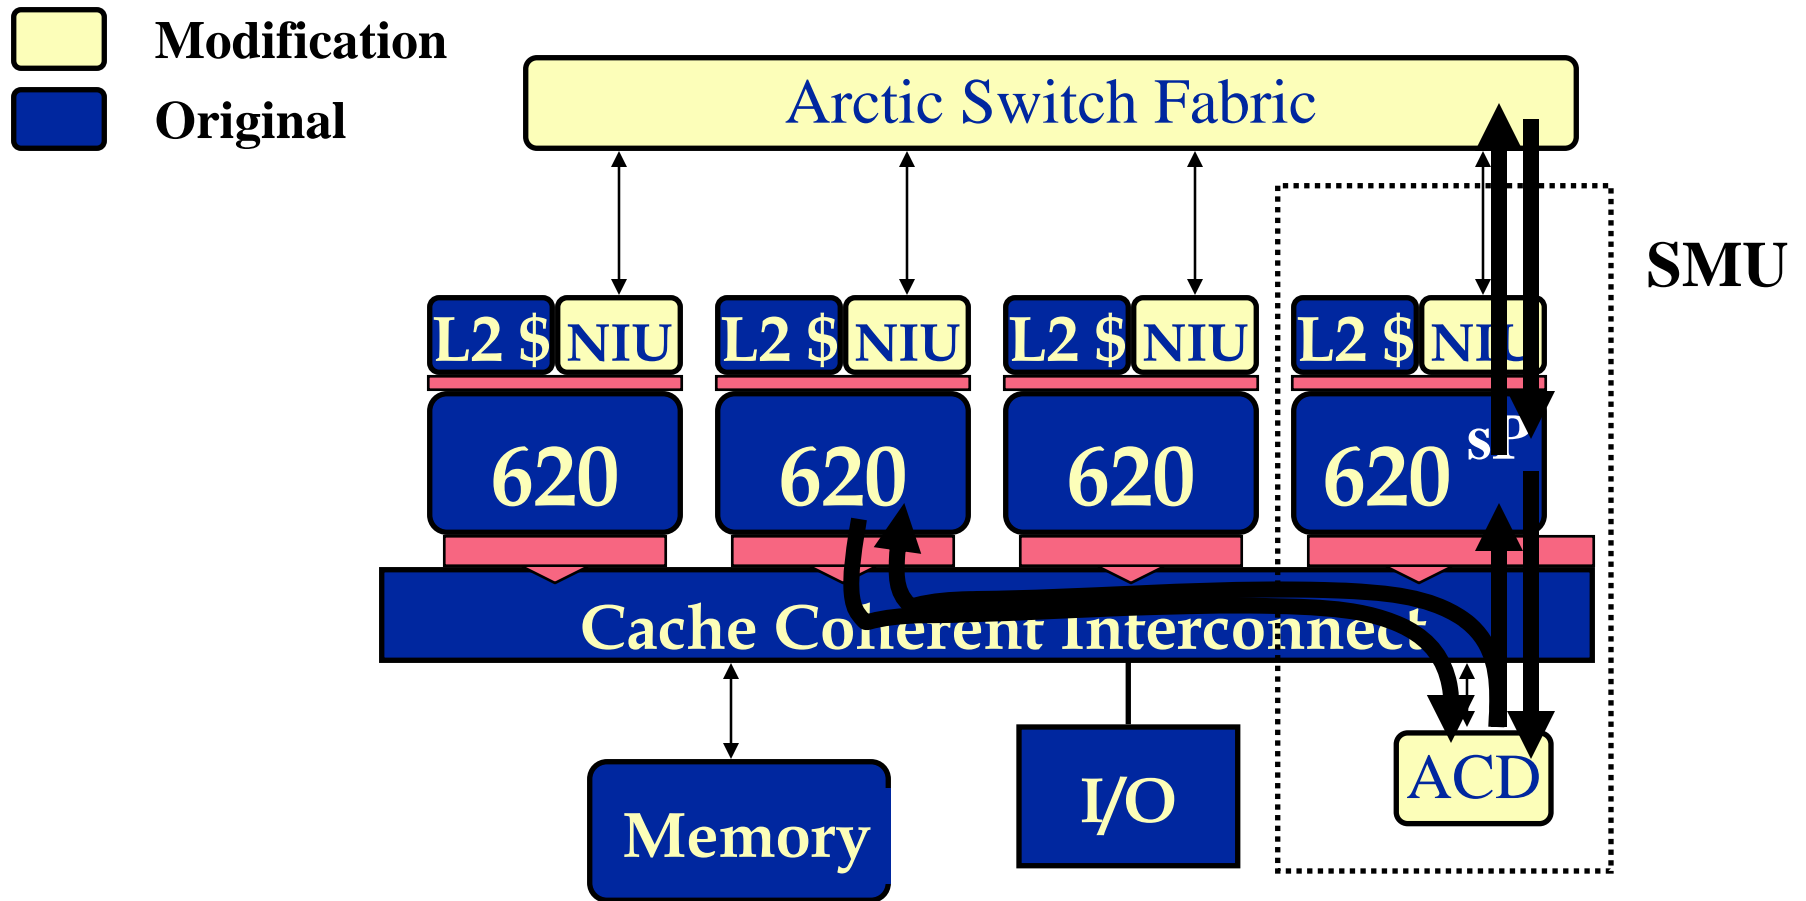 Modification
Original
Arctic Switch Fabric
SMU
L2 $ NIU L2 $ NIU L2 $ NIU L2 $ NIU
620 620 620 620 sP
Cache Coherent Interconnect
Memory I/O ACD